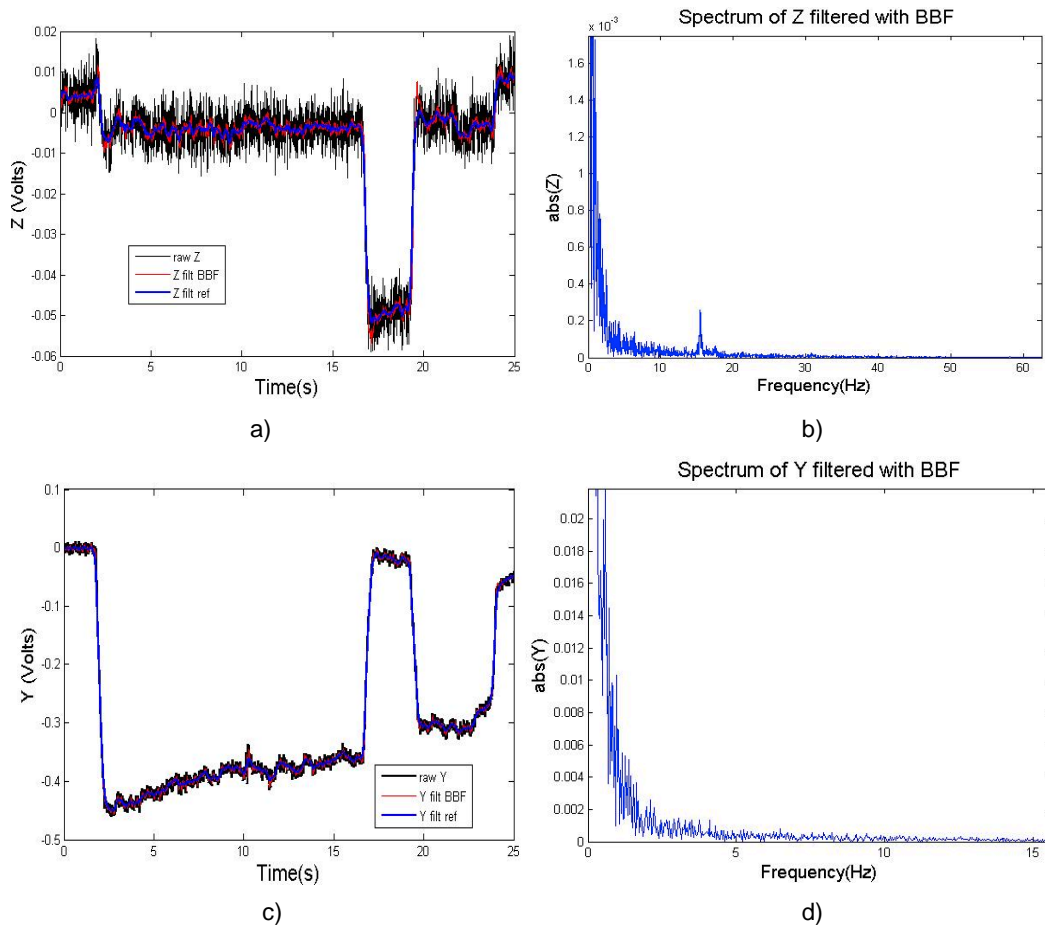 0.02
0.01
0
-0.01
-0.02
-0.03
-0.04
-0.05
-0.06
Z (Volts)
raw Z
Z filt BBF
Z filt ref
0 5 10 15 20 25
Time(s)
a)
Spectrum of Z filtered with BBF
x 10^-3
1.6
1.4
1.2
1
0.8
0.6
0.4
0.2
0
abs(Z)
0 10 20 30 40 50 60
Frequency(Hz)
b)
0.1
0
-0.1
-0.2
-0.3
-0.4
-0.5
Y (Volts)
raw Y
Y filt BBF
Y filt ref
0 5 10 15 20 25
Time(s)
c)
Spectrum of Y filtered with BBF
0.02
0.018
0.016
0.014
0.012
0.01
0.008
0.006
0.004
0.002
0
abs(Y)
0 5 10 15
Frequency(Hz)
d)